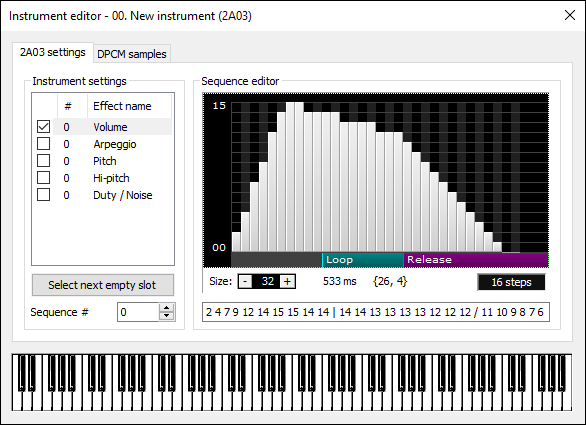 Instrument editor - 00. New instrument (2A03)
2A03 settings DPCM samples
Instrument settings
# Effect name
0 Volume
0 Arpeggio
0 Pitch
0 Hi-pitch
0 Duty / Noise
Select next empty slot
Sequence # 0
Sequence editor
15
00
Loop Release
Size: - 32 + 533 ms {26, 4} 16 steps
2 4 7 9 12 14 15 15 14 14 | 14 14 13 13 13 13 12 12 12 / 11 10 9 8 7 6